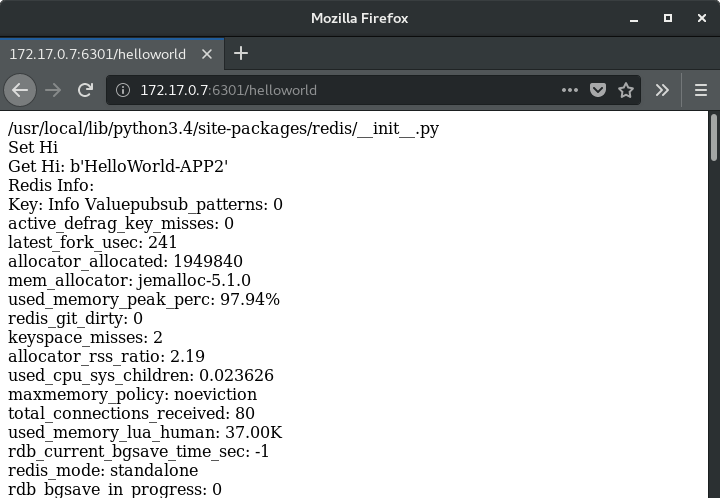 Mozilla Firefox
172.17.0.7:6301/helloworld
172.17.0.7:6301/helloworld
/usr/local/lib/python3.4/site-packages/redis/__init__.py
Set Hi
Get Hi: b'HelloWorld-APP2'
Redis Info:
Key: Info Valuepubsub_patterns: 0
active_defrag_key_misses: 0
latest_fork_usec: 241
allocator_allocated: 1949840
mem_allocator: jemalloc-5.1.0
used_memory_peak_perc: 97.94%
redis_git_dirty: 0
keyspace_misses: 2
allocator_rss_ratio: 2.19
used_cpu_sys_children: 0.023626
maxmemory_policy: noeviction
total_connections_received: 80
used_memory_lua_human: 37.00K
rdb_current_bgsave_time_sec: -1
redis_mode: standalone
rdb_bgsave_in_progress: 0